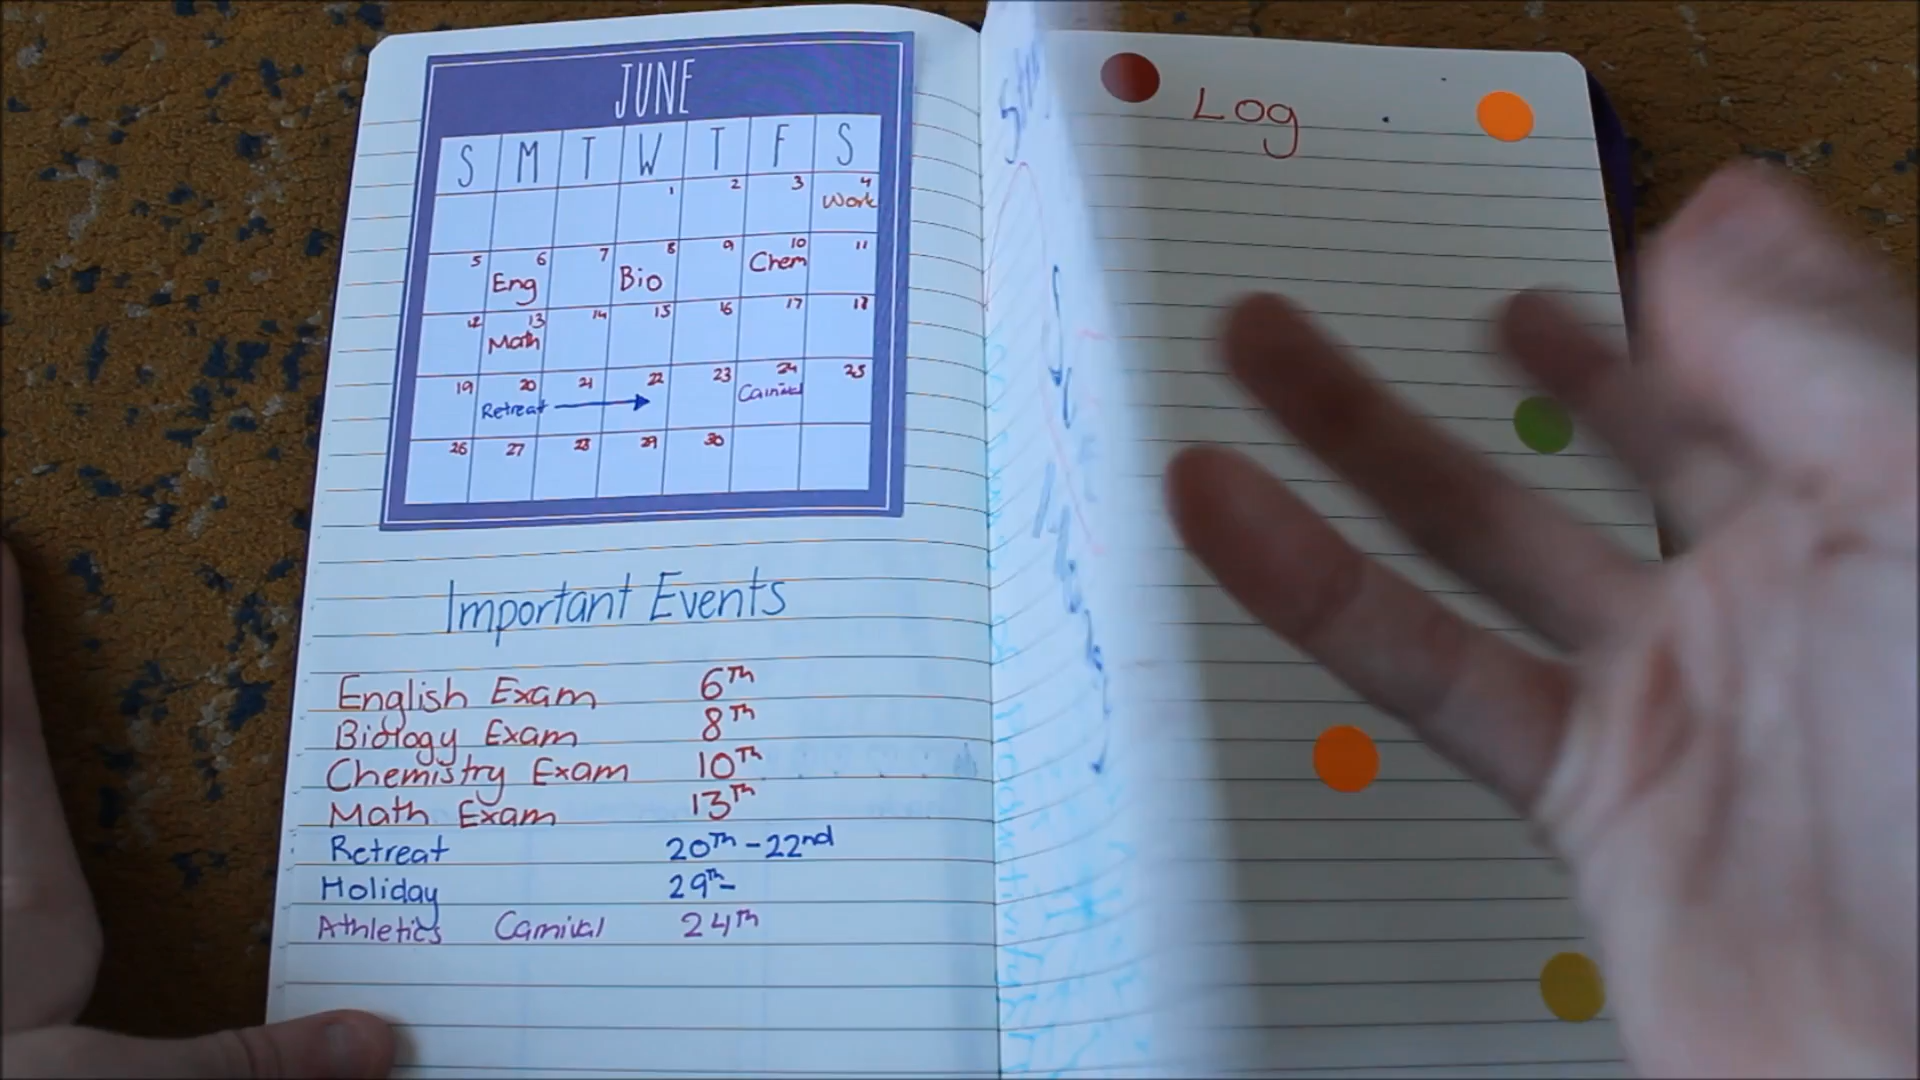 JUNE
S M T W T F S
1 2 3 4
Work
5 6 7 8 9 10 11
Eng Bio Chem
12 13 14 15 16 17 18
Math
19 20 21 22 23 24 25
Retreat
26 27 28 29 30
Important Events
English Exam 6Th
Biology Exam 8Th
Chemistry Exam 10Th
Math Exam 13Th
Retreat 20Th - 22nd
Holiday 29Th-
Athletics Carnival 24Th
Log